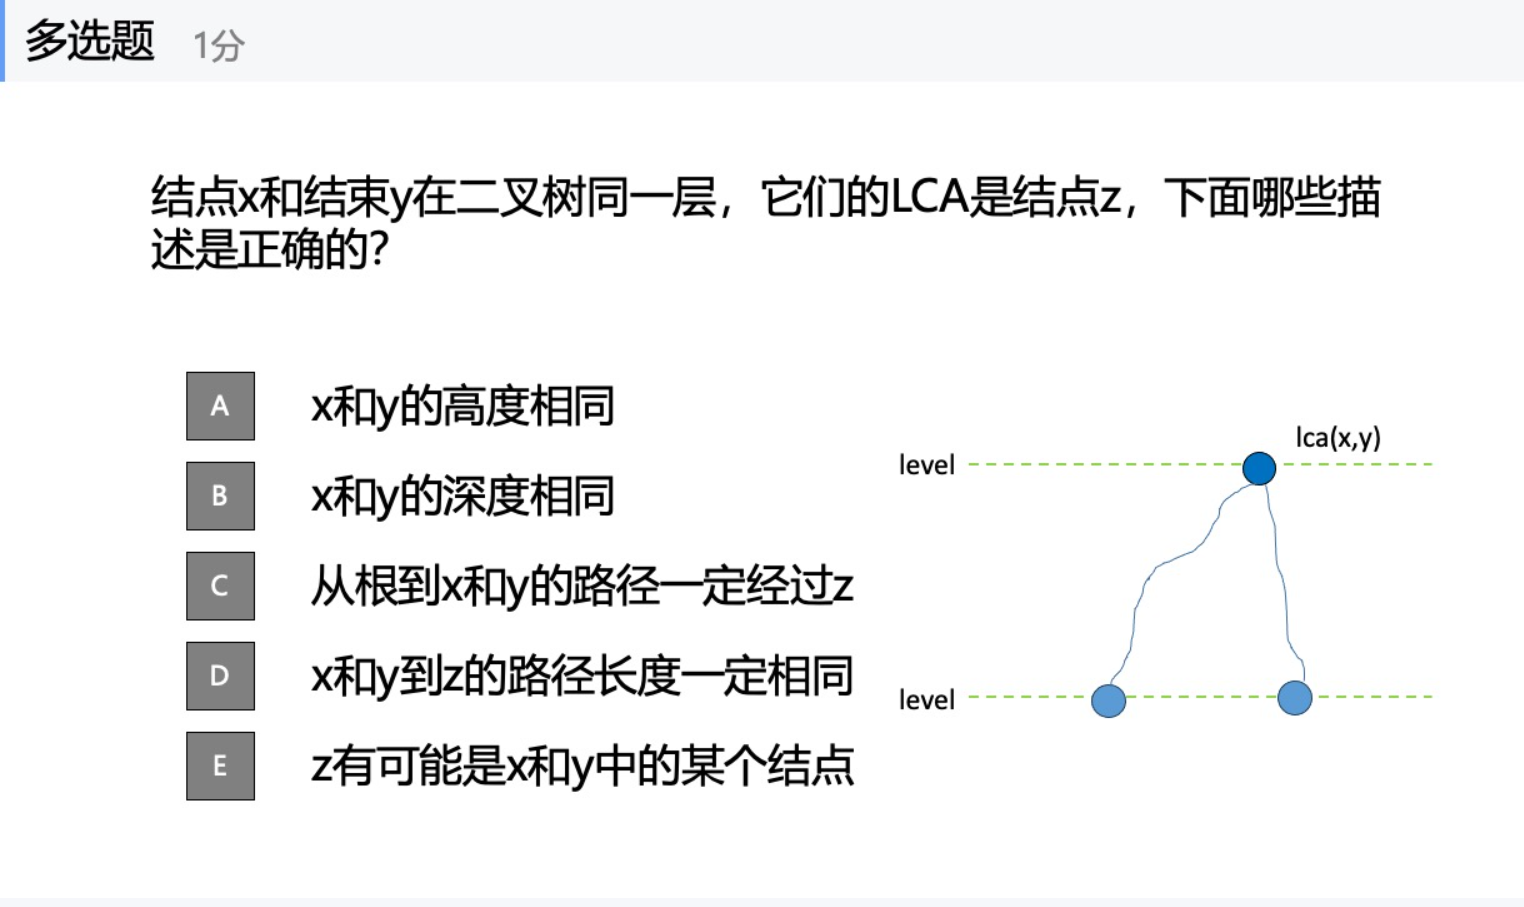 多选题 1分
结点x和结束y在二叉树同一层，它们的LCA是结点z，下面哪些描
述是正确的？
A x和y的高度相同
B x和y的深度相同
C 从根到x和y的路径一定经过z
D x和y到z的路径长度一定相同
E z有可能是x和y中的某个结点
lca(x,y)
level
level